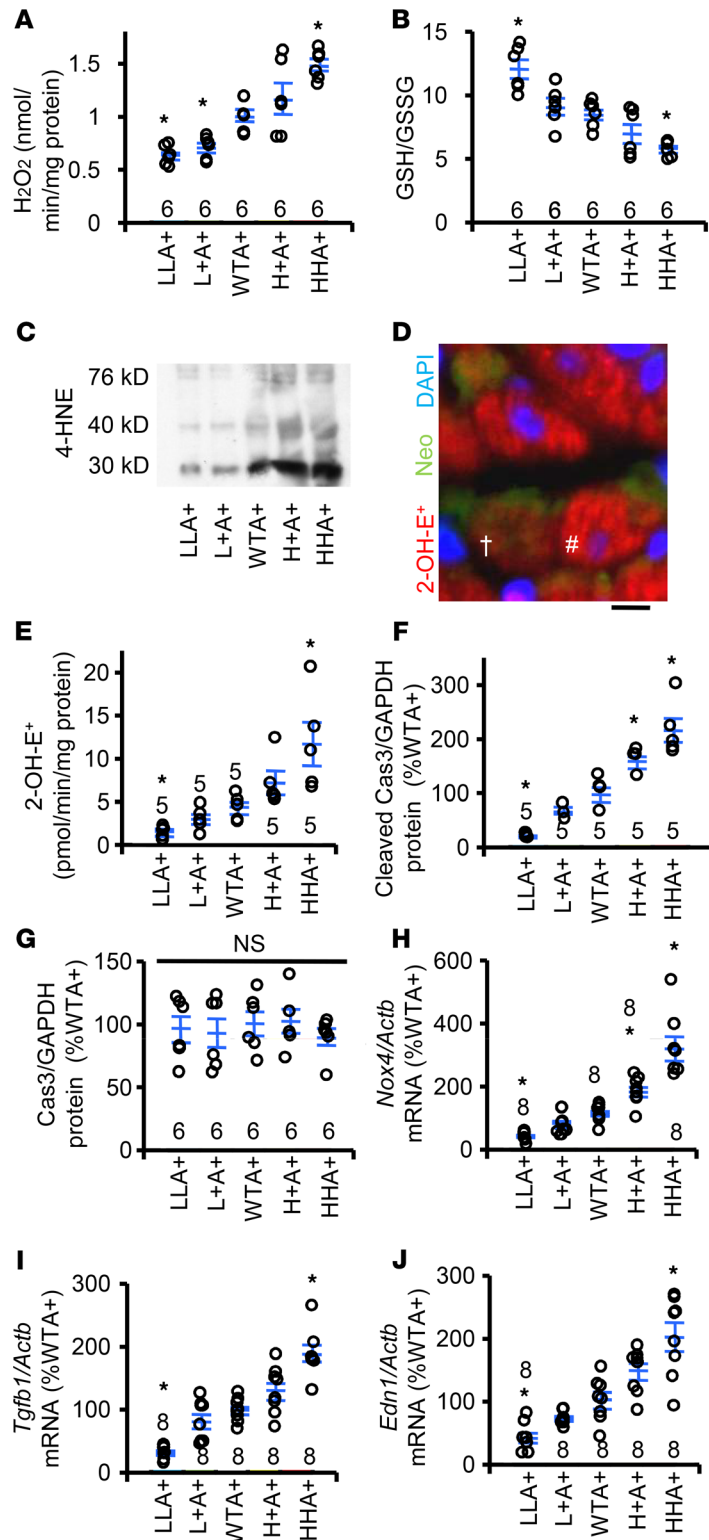 A
H2O2 (nmol/
min/mg protein)
1.5
1
0.5
0
* * *
6 6 6 6 6
LLA+ L+A+ WTA+ H+A+ HHA+
B
GSH/GSSG
15
10
5
0
* *
6 6 6 6 6
LLA+ L+A+ WTA+ H+A+ HHA+
C
4-HNE
76 kD
40 kD
30 kD
LLA+ L+A+ WTA+ H+A+ HHA+
D
2-OH-E+ Neo DAPI
† #
E
2-OH-E+
(pmol/min/mg protein)
20
15
10
5
0
* *
5 5 5 5 5
LLA+ L+A+ WTA+ H+A+ HHA+
F
Cleaved Cas3/GAPDH
protein (%WTA+)
300
200
100
0
* * *
5 5 5 5 5
LLA+ L+A+ WTA+ H+A+ HHA+
G
Cas3/GAPDH
protein (%WTA+)
NS
150
100
50
0
6 6 6 6 6
LLA+ L+A+ WTA+ H+A+ HHA+
H
Nox4/Actb
mRNA (%WTA+)
600
400
200
0
* * *
8 8 8 8
LLA+ L+A+ WTA+ H+A+ HHA+
I
Tgfb1/Actb
mRNA (%WTA+)
300
200
100
0
* *
8 8 8 8 8
LLA+ L+A+ WTA+ H+A+ HHA+
J
Edn1/Actb
mRNA (%WTA+)
300
200
100
0
* *
8 8 8 8 8
LLA+ L+A+ WTA+ H+A+ HHA+